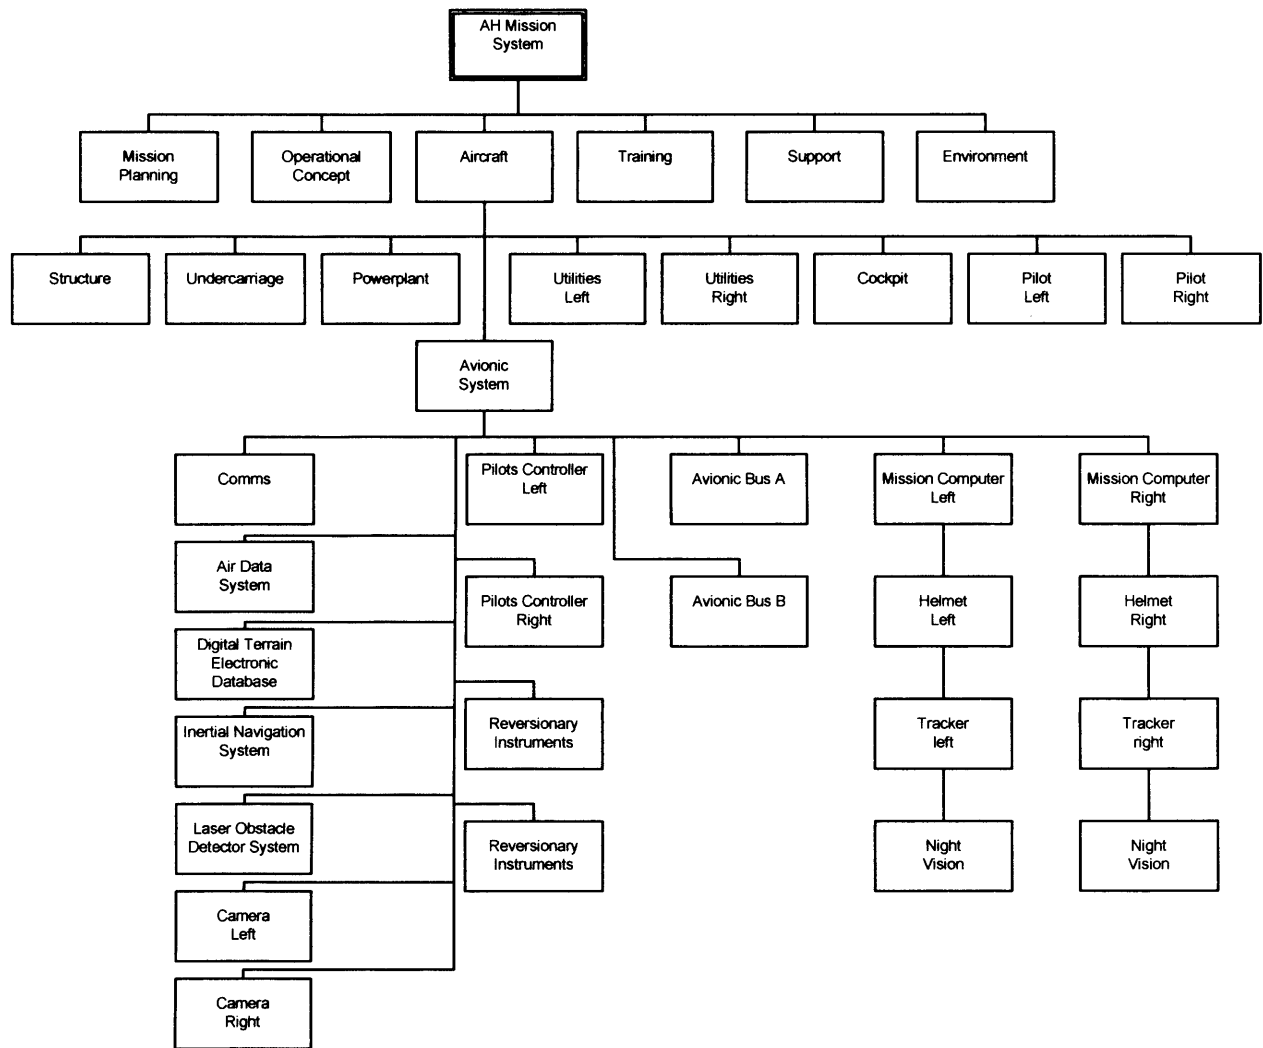 AH Mission
System
Mission
Planning
Operational
Concept
Aircraft
Training
Support
Environment
Structure
Undercarriage
Powerplant
Utilities
Left
Utilities
Right
Cockpit
Pilot
Left
Pilot
Right
Avionic
System
Comms
Pilots Controller
Left
Avionic Bus A
Mission Computer
Left
Mission Computer
Right
Air Data
System
Pilots Controller
Right
Avionic Bus B
Helmet
Left
Helmet
Right
Digital Terrain
Electronic
Database
Inertial Navigation
System
Reversionary
Instruments
Tracker
left
Tracker
right
Laser Obstacle
Detector System
Reversionary
Instruments
Night
Vision
Night
Vision
Camera
Left
Camera
Right